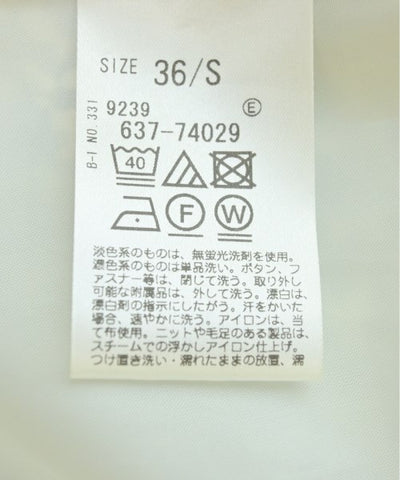 SIZE 36/S
B-I NO. 331
9239 E
637-74029
40
F W
淡色系のものは、無蛍光洗剤を使用。
濃色系のものは単品洗い。ボタン、フ
ァスナー等は、閉じて洗う。取り外し
可能な附属品は、外して洗う。漂白は、
漂白剤の指示にしたがう。汗をかいた
場合、速やかに洗う。アイロンは、当
て布使用。ニットや毛足のある製品は、
スチームでの浮かしアイロン仕上げ。
つけ置き洗い・濡れたままの放置、濡